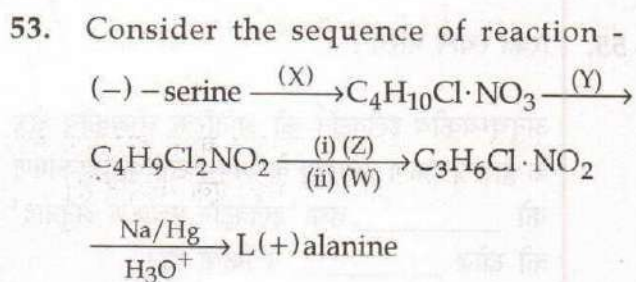 53. Consider the sequence of reaction -
(−) − serine —(X)→ C₄H₁₀Cl·NO₃ —(Y)→
C₄H₉Cl₂NO₂ —(i) (Z) (ii) (W)→ C₃H₆Cl·NO₂
—Na/Hg H₃O⁺→ L(+)alanine